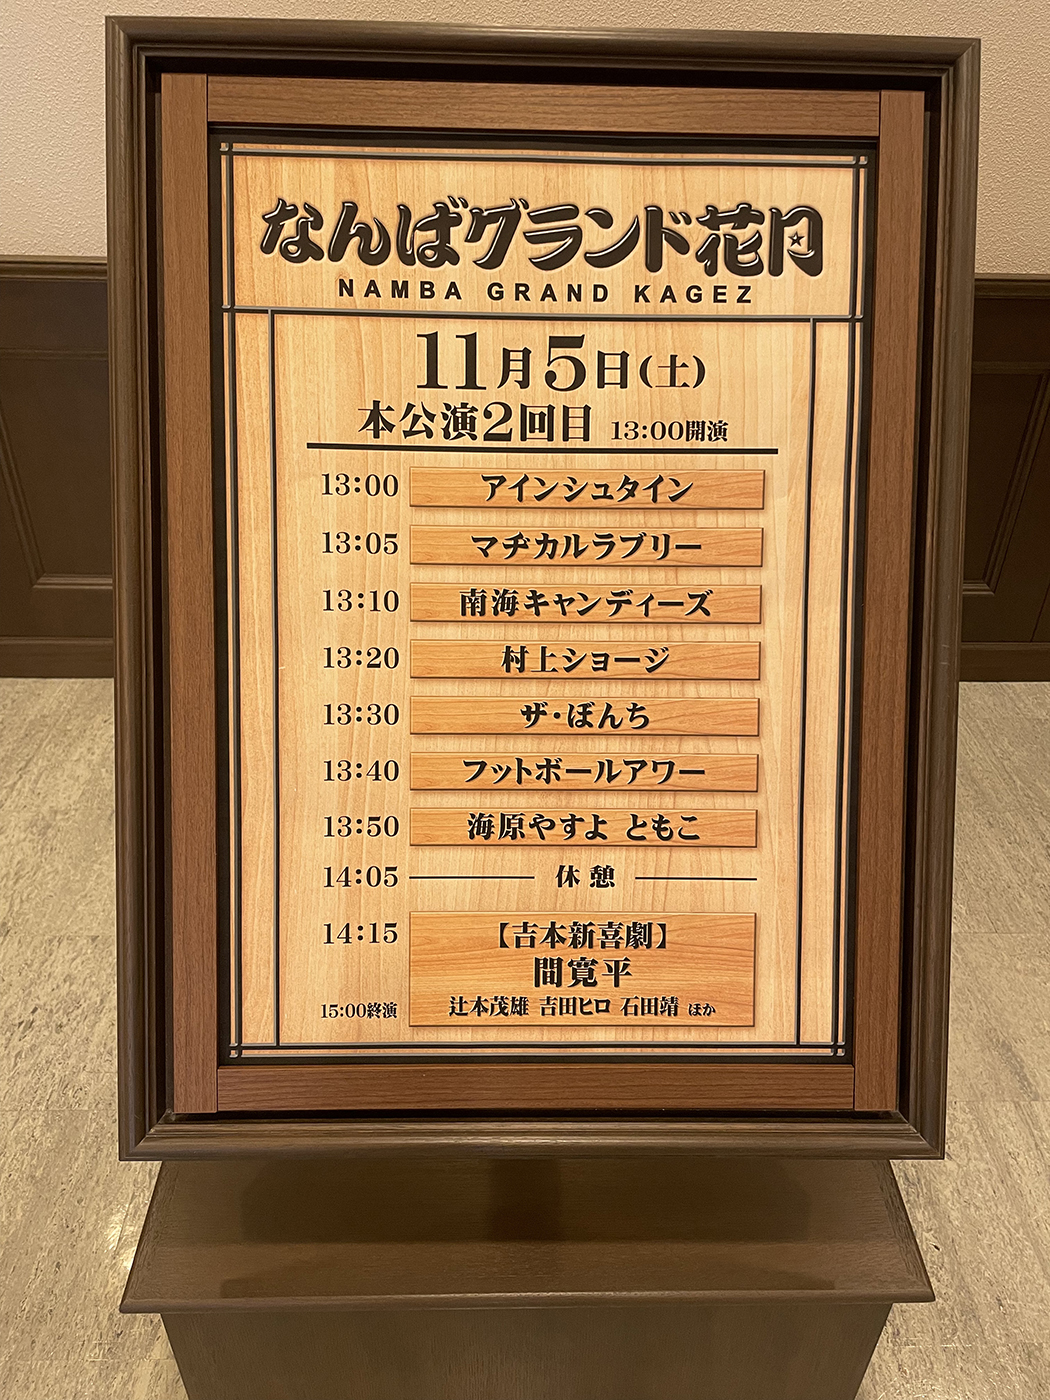 なんばグランド花月
NAMBA GRAND KAGEZ
11月5日(土)
本公演2回目 13:00開演
13:00 アインシュタイン
13:05 マヂカルラブリー
13:10 南海キャンディーズ
13:20 村上ショージ
13:30 ザ・ぼんち
13:40 フットボールアワー
13:50 海原やすよ ともこ
14:05 休憩
14:15 【吉本新喜劇】
間寛平
15:00終演 辻本茂雄 吉田ヒロ 石田靖 ほか